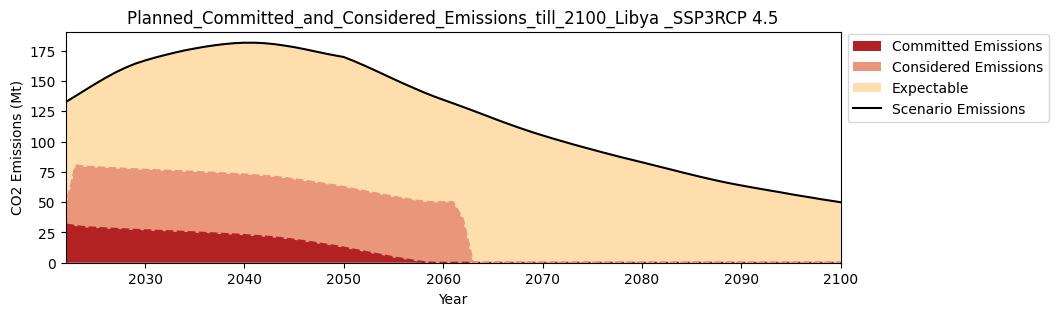 Planned_Committed_and_Considered_Emissions_till_2100_Libya _SSP3RCP 4.5
CO2 Emissions (Mt)
175
150
125
100
75
50
25
0
2030 2040 2050 2060 2070 2080 2090 2100
Year
Committed Emissions
Considered Emissions
Expectable
Scenario Emissions